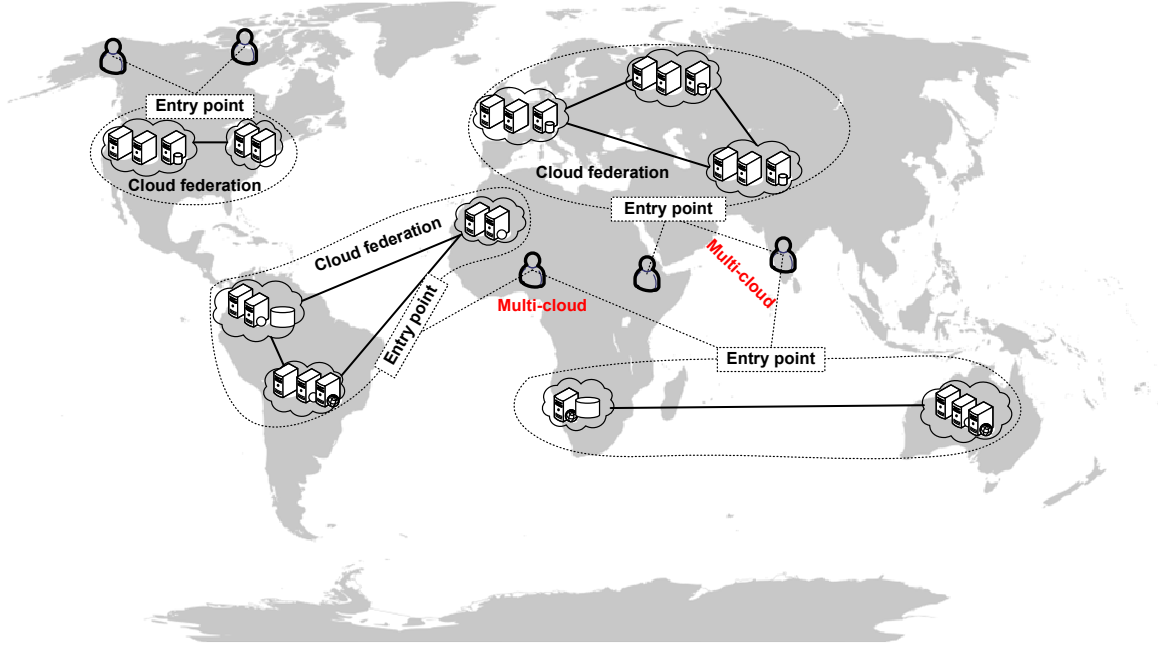 Entry point
Cloud federation
Cloud federation
Entry point
Cloud federation
Multi-cloud
Entry point
Multi-cloud
Entry point